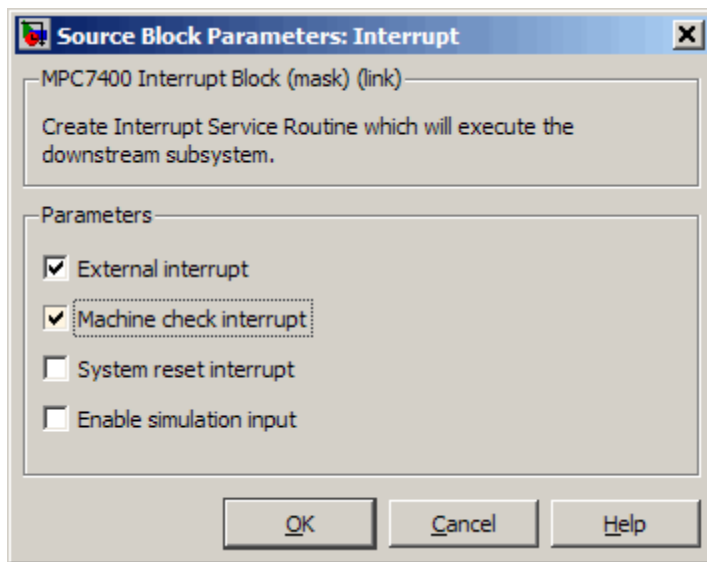 Source Block Parameters: Interrupt
MPC7400 Interrupt Block (mask) (link)
Create Interrupt Service Routine which will execute the
downstream subsystem.
Parameters
External interrupt
Machine check interrupt
System reset interrupt
Enable simulation input
OK Cancel Help